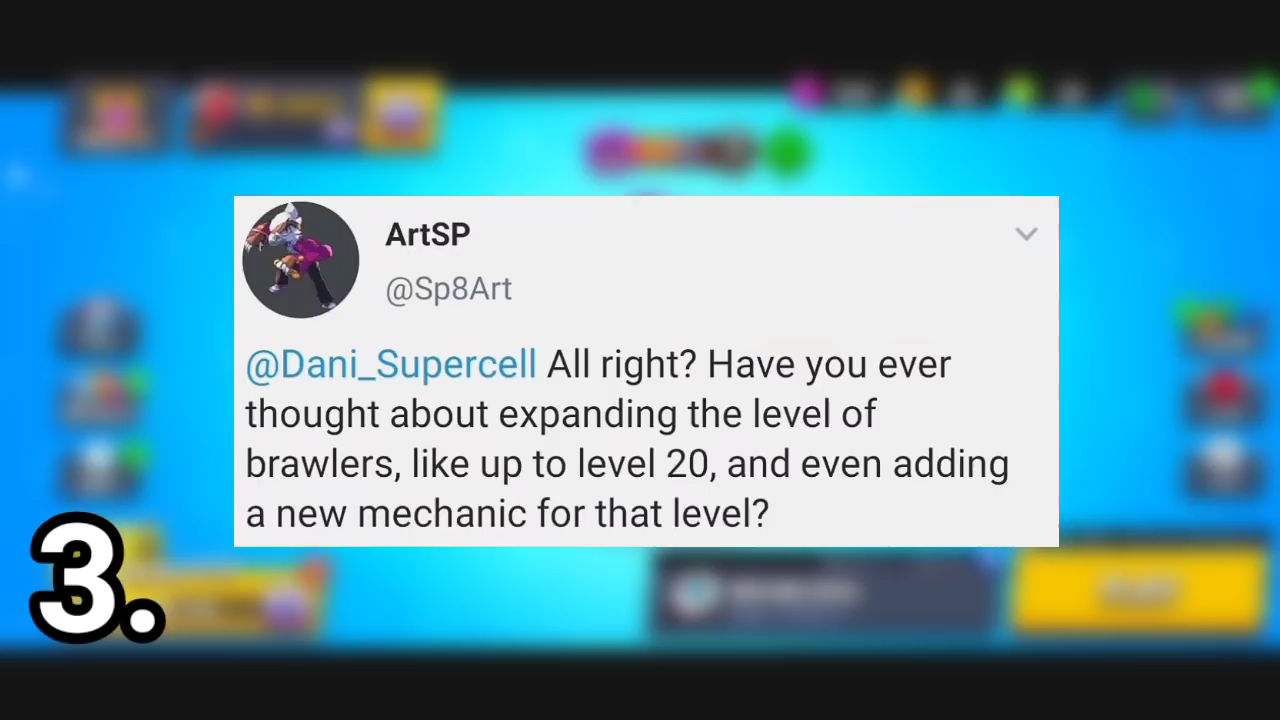 ArtSP
@Sp8Art
@Dani_Supercell All right? Have you ever
thought about expanding the level of
brawlers, like up to level 20, and even adding
a new mechanic for that level?
3.